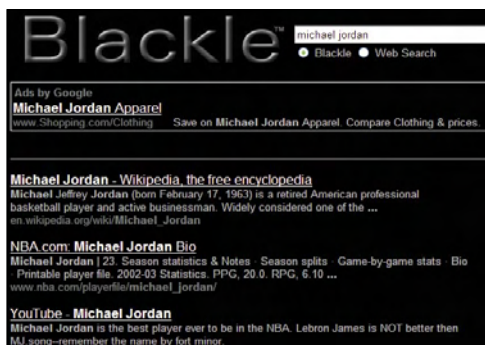 Blackle™
michael jordan
Blackle Web Search
Ads by Google
Michael Jordan Apparel
www.Shopping.com/Clothing Save on Michael Jordan Apparel. Compare Clothing & prices.
Michael Jordan - Wikipedia, the free encyclopedia
Michael Jeffrey Jordan (born February 17, 1963) is a retired American professional
basketball player and active businessman. Widely considered one of the ...
en.wikipedia.org/wiki/Michael_Jordan
NBA.com: Michael Jordan Bio
Michael Jordan | 23. Season statistics & Notes · Season splits · Game-by-game stats · Bio
· Printable player file. 2002-03 Statistics. PPG, 20.0. RPG, 6.10 ...
www.nba.com/playerfile/michael_jordan/
YouTube - Michael Jordan
Michael Jordan is the best player ever to be in the NBA. Lebron James is NOT better then
MJ.song--remember the name by fort minor.